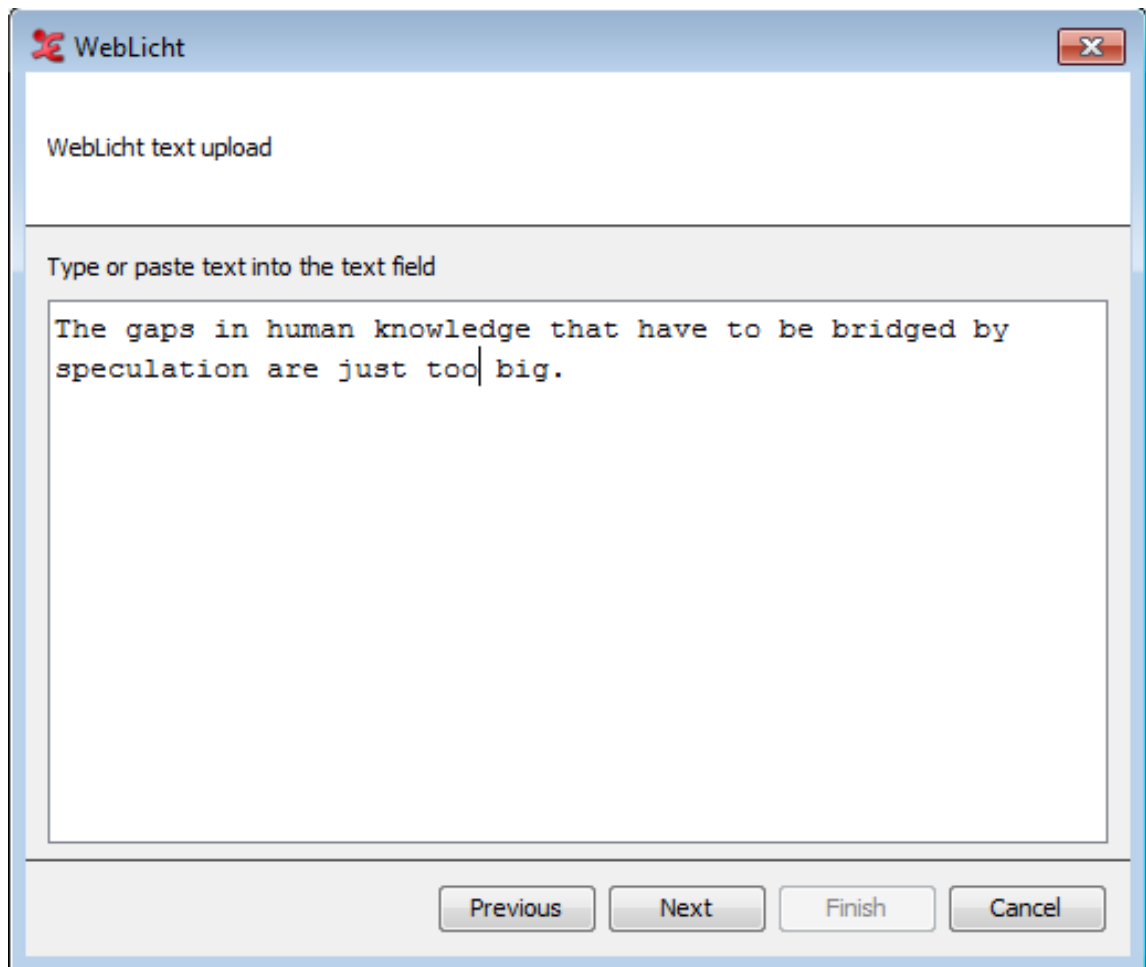 WebLicht
WebLicht text upload
Type or paste text into the text field
The gaps in human knowledge that have to be bridged by
speculation are just too big.
Previous Next Finish Cancel